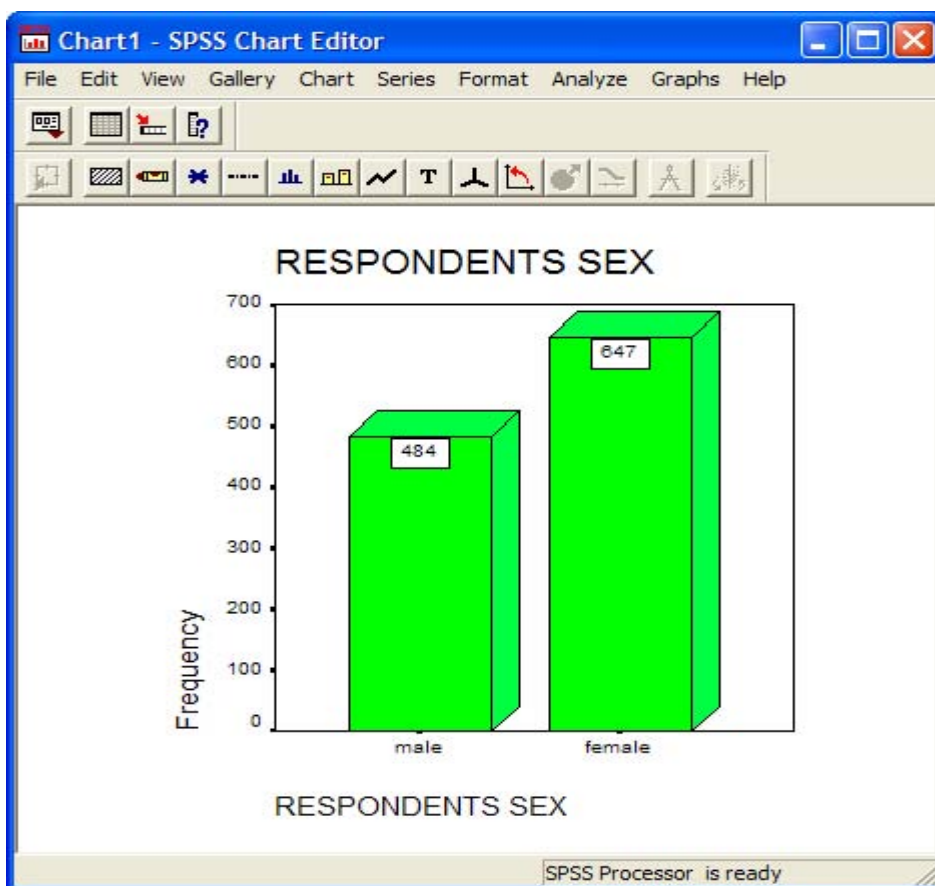 Chart1 - SPSS Chart Editor
File Edit View Gallery Chart Series Format Analyze Graphs Help
T
RESPONDENTS SEX
700
600
500
400
300
200
100
0
Frequency
484
647
male female
RESPONDENTS SEX
SPSS Processor is ready